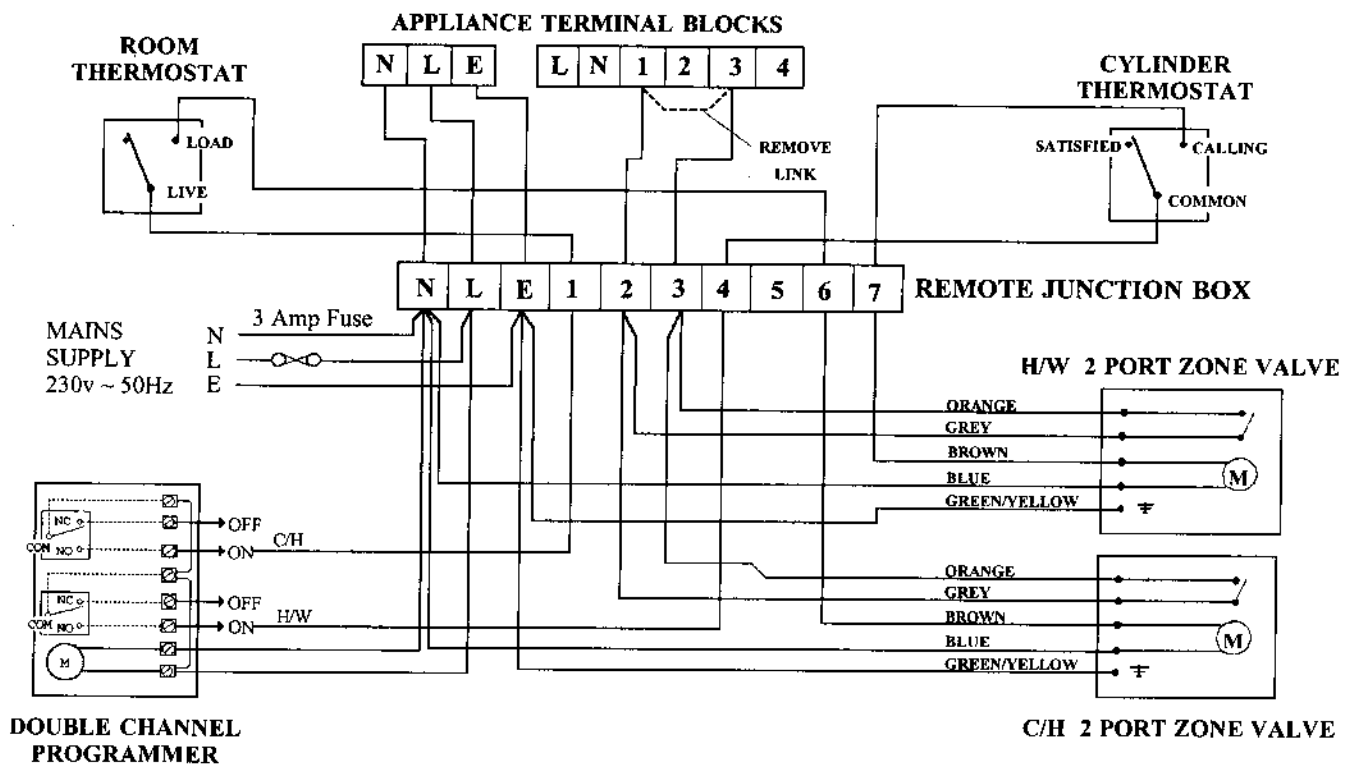 APPLIANCE TERMINAL BLOCKS
ROOM
THERMOSTAT
N L E
L N 1 2 3 4
CYLINDER
THERMOSTAT
LOAD
LIVE
REMOVE
LINK
SATISFIED
CALLING
COMMON
N L E 1 2 3 4 5 6 7
REMOTE JUNCTION BOX
MAINS
SUPPLY
230v ~ 50Hz
N
L
E
3 Amp Fuse
H/W 2 PORT ZONE VALVE
ORANGE
GREY
BROWN
BLUE
GREEN/YELLOW
M
NC
COM
NO
OFF
ON
C/H
NC
COM
NO
OFF
ON
H/W
M
ORANGE
GREY
BROWN
BLUE
GREEN/YELLOW
M
DOUBLE CHANNEL
PROGRAMMER
C/H 2 PORT ZONE VALVE